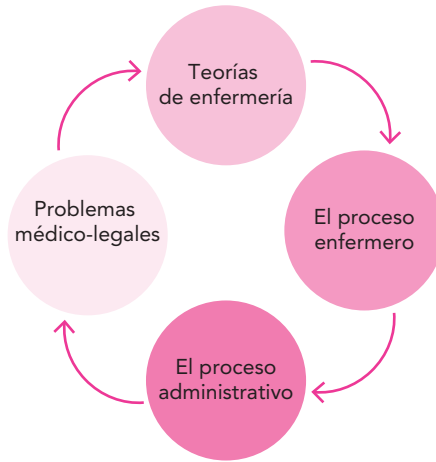 Teorías
de enfermería
El proceso
enfermero
El proceso
administrativo
Problemas
médico-legales